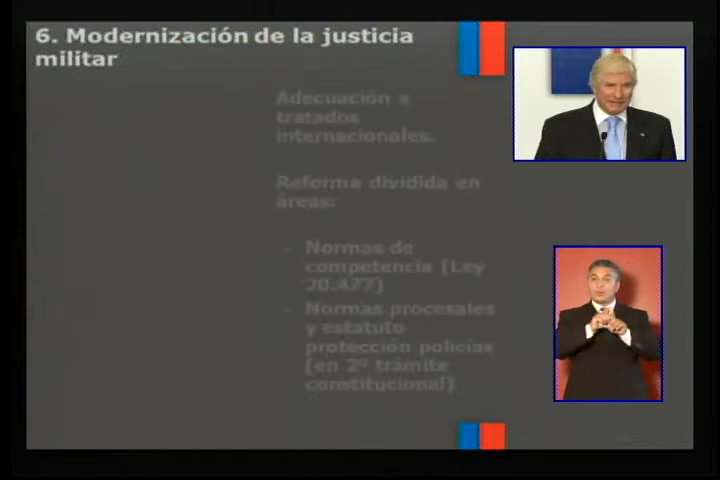 6. Modernización de la justicia
militar
Adecuación a
tratados
internacionales.
Reforma dividida en
áreas:
- Normas de
competencia (Ley
20.477)
- Normas procesales
y estatuto
protección policías
(en 2º trámite
constitucional)